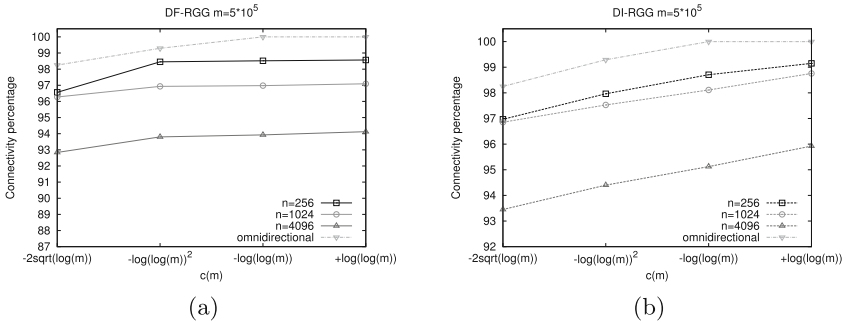 DF-RGG m=5*10^5
100
99
98
97
96
95
94
93
92
91
90
89
88
87
Connectivity percentage
n=256
n=1024
n=4096
omnidirectional
-2sqrt(log(m)) -log(log(m))^2 -log(log(m)) +log(log(m))
c(m)
(a)
DI-RGG m=5*10^5
100
99
98
97
96
95
94
93
92
Connectivity percentage
n=256
n=1024
n=4096
omnidirectional
-2sqrt(log(m)) -log(log(m))^2 -log(log(m)) +log(log(m))
c(m)
(b)